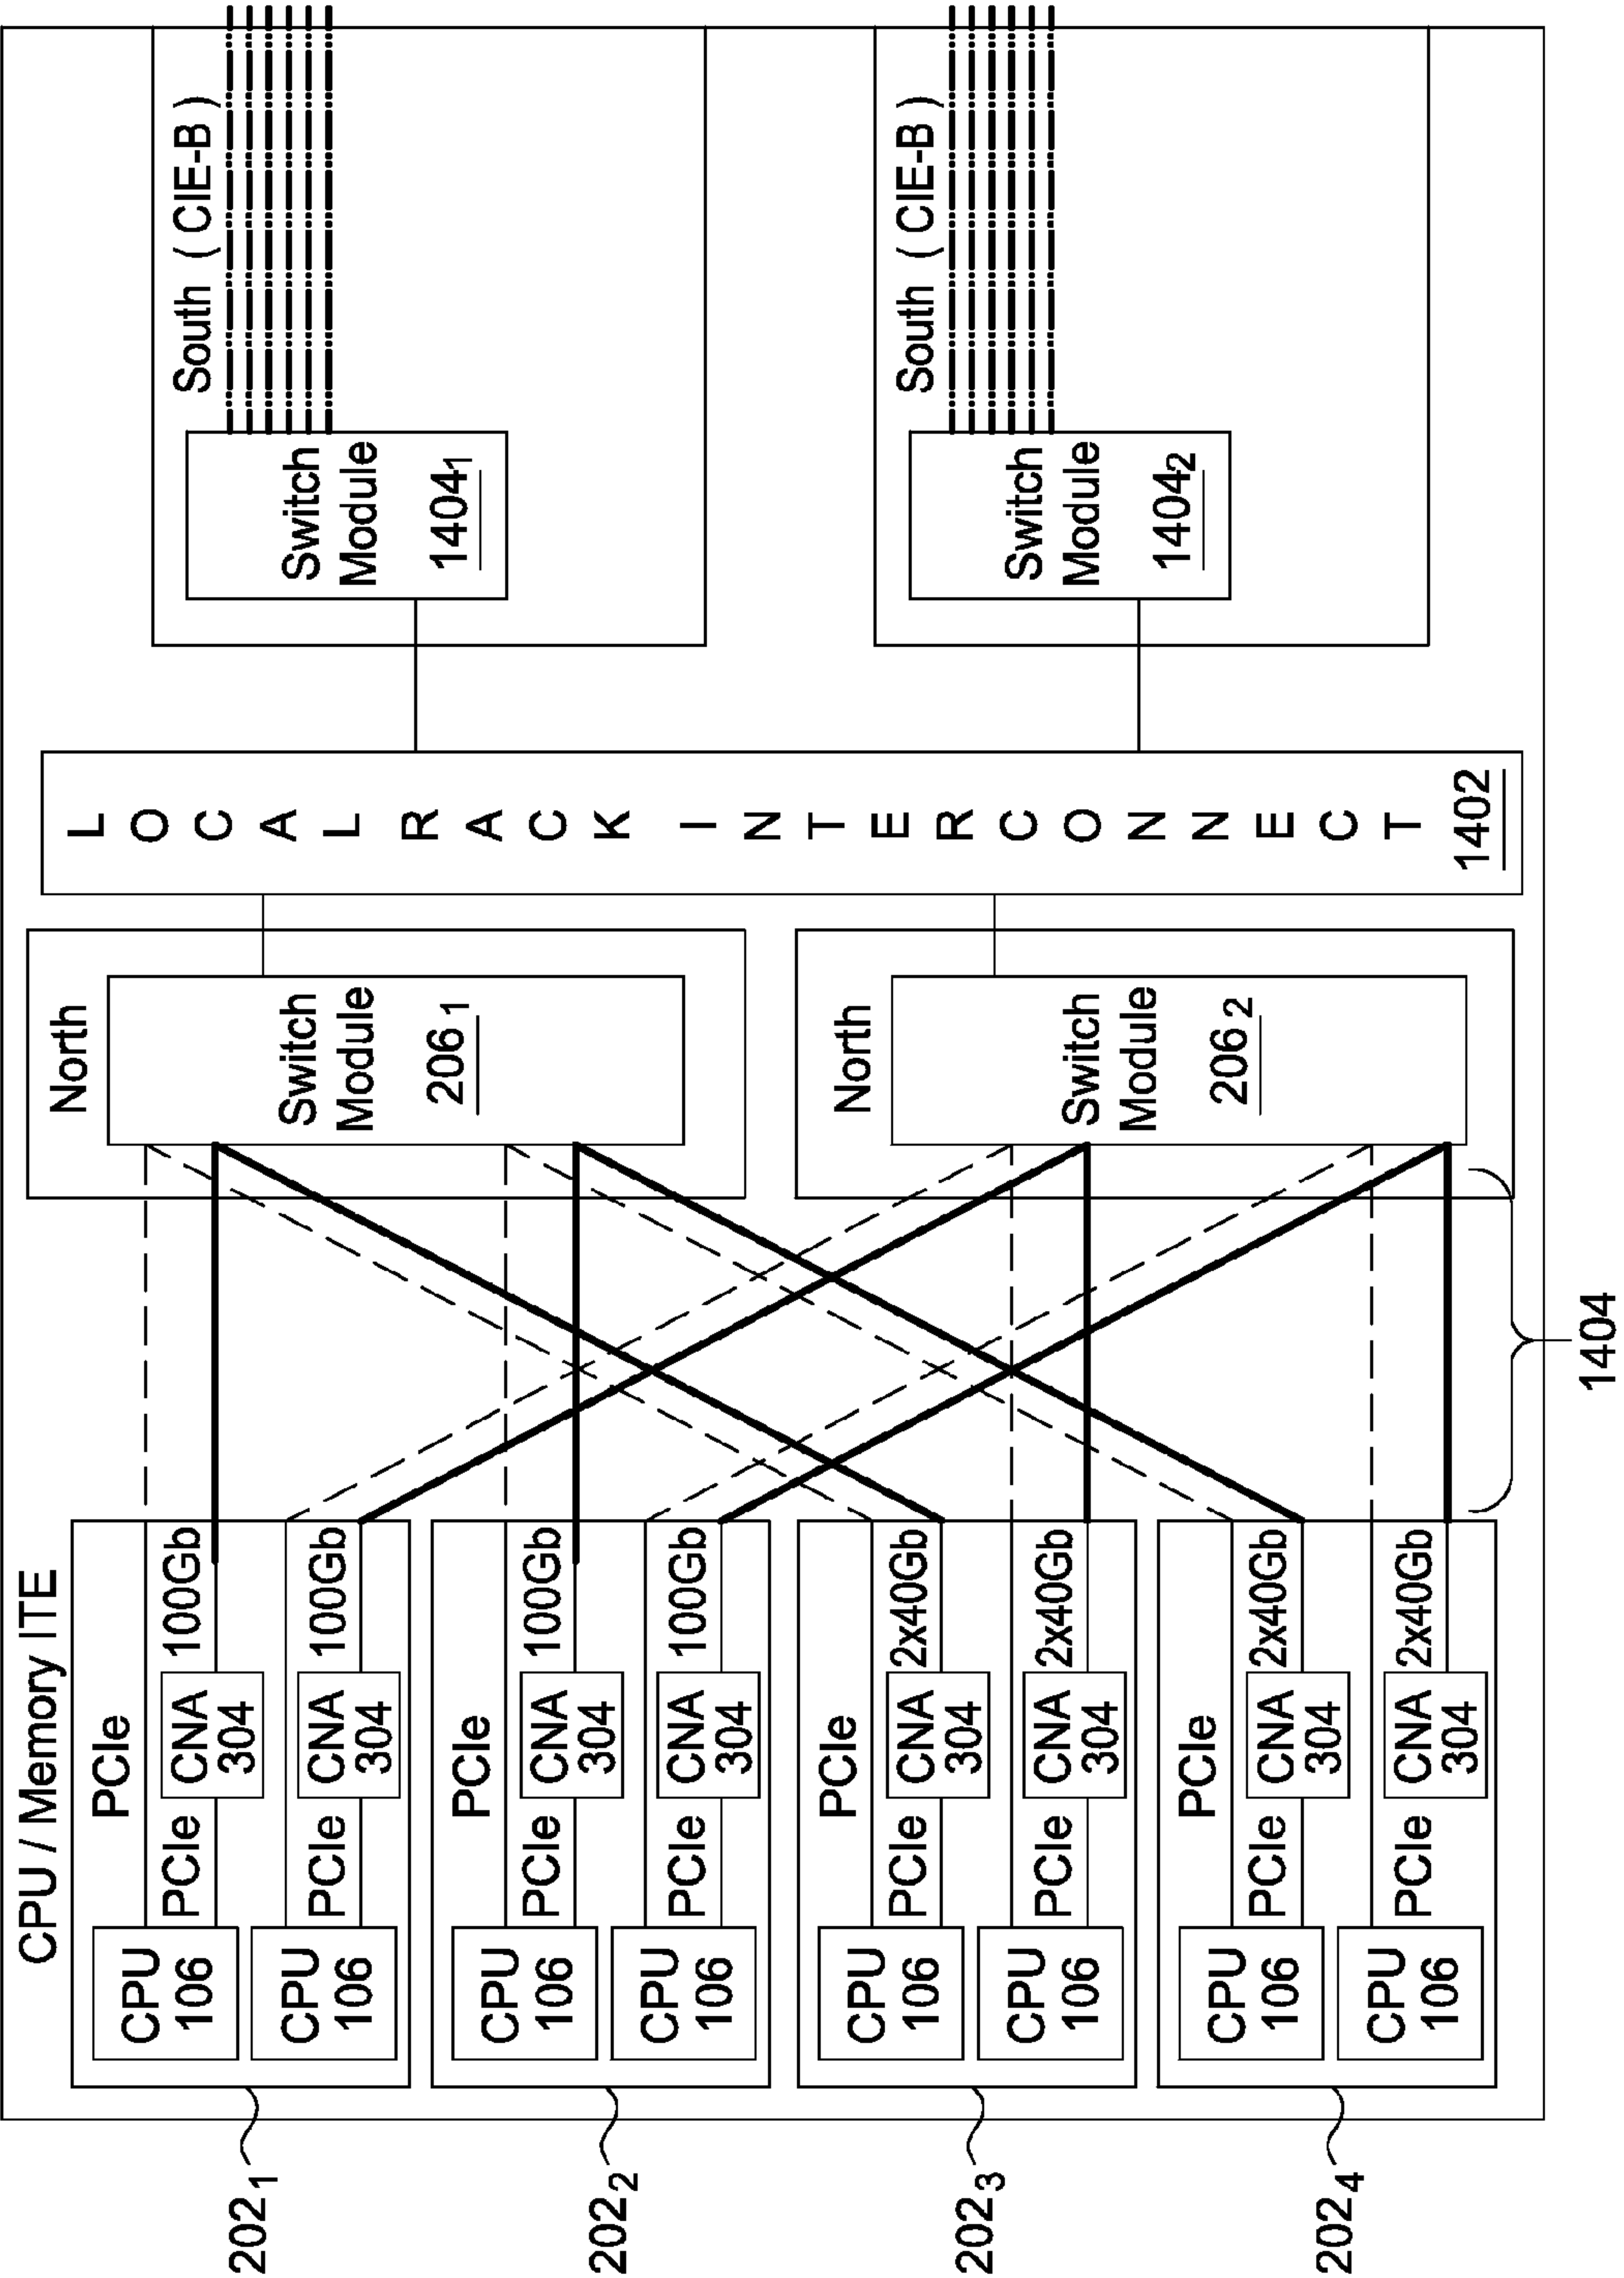 CPU / Memory ITE
202₁
CPU
106
PCIe
PCIe
CNA
304
100Gb
CPU
106
PCIe
CNA
304
100Gb
202₂
CPU
106
PCIe
PCIe
CNA
304
100Gb
CPU
106
PCIe
CNA
304
100Gb
202₃
CPU
106
PCIe
PCIe
CNA
304
2x40Gb
CPU
106
PCIe
CNA
304
2x40Gb
202₄
CPU
106
PCIe
PCIe
CNA
304
2x40Gb
CPU
106
PCIe
CNA
304
2x40Gb
1404
North
Switch
Module
206₁
North
Switch
Module
206₂
LOCAL RACK INTERCONNECT
1402
South ( CIE-B )
Switch
Module
1404₁
South ( CIE-B )
Switch
Module
1404₂